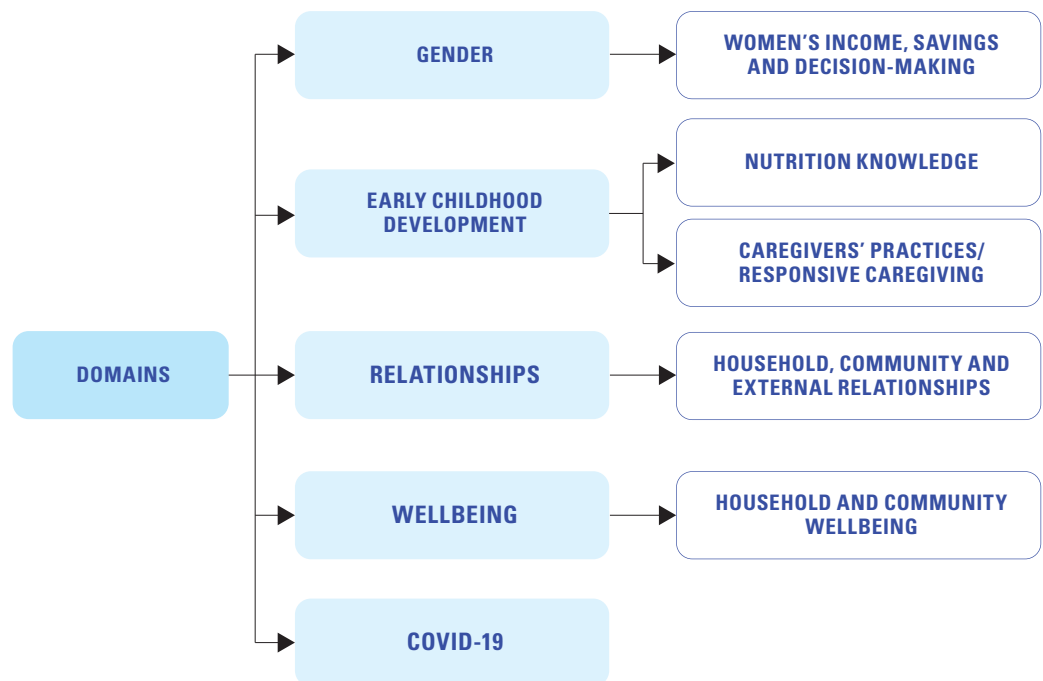 GENDER
WOMEN'S INCOME, SAVINGS
AND DECISION-MAKING
EARLY CHILDHOOD
DEVELOPMENT
NUTRITION KNOWLEDGE
CAREGIVERS' PRACTICES/
RESPONSIVE CAREGIVING
DOMAINS
RELATIONSHIPS
HOUSEHOLD, COMMUNITY AND
EXTERNAL RELATIONSHIPS
WELLBEING
HOUSEHOLD AND COMMUNITY
WELLBEING
COVID-19